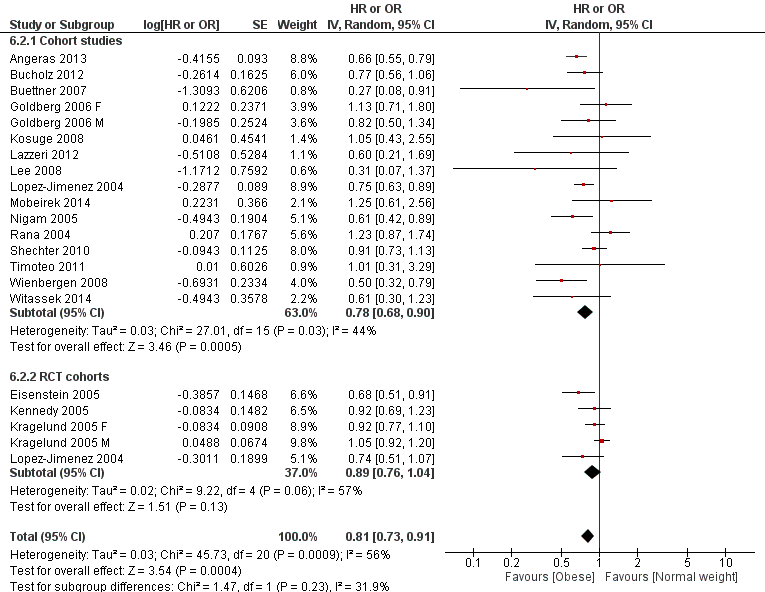 HR or OR HR or OR
Study or Subgroup log[HR or OR] SE Weight IV, Random, 95% CI IV, Random, 95% CI
6.2.1 Cohort studies
Angeras 2013 -0.4155 0.093 8.8% 0.66 [0.55, 0.79]
Bucholz 2012 -0.2614 0.1625 6.0% 0.77 [0.56, 1.06]
Buettner 2007 -1.3093 0.6206 0.8% 0.27 [0.08, 0.91]
Goldberg 2006 F 0.1222 0.2371 3.9% 1.13 [0.71, 1.80]
Goldberg 2006 M -0.1985 0.2524 3.6% 0.82 [0.50, 1.34]
Kosuge 2008 0.0461 0.4541 1.4% 1.05 [0.43, 2.55]
Lazzeri 2012 -0.5108 0.5284 1.1% 0.60 [0.21, 1.69]
Lee 2008 -1.1712 0.7592 0.6% 0.31 [0.07, 1.37]
Lopez-Jimenez 2004 -0.2877 0.089 8.9% 0.75 [0.63, 0.89]
Mobeirek 2014 0.2231 0.366 2.1% 1.25 [0.61, 2.56]
Nigam 2005 -0.4943 0.1904 5.1% 0.61 [0.42, 0.89]
Rana 2004 0.207 0.1767 5.6% 1.23 [0.87, 1.74]
Shechter 2010 -0.0943 0.1125 8.0% 0.91 [0.73, 1.13]
Timoteo 2011 0.01 0.6026 0.9% 1.01 [0.31, 3.29]
Wienbergen 2008 -0.6931 0.2334 4.0% 0.50 [0.32, 0.79]
Witassek 2014 -0.4943 0.3578 2.2% 0.61 [0.30, 1.23]
Subtotal (95% CI) 63.0% 0.78 [0.68, 0.90]
Heterogeneity: Tau² = 0.03; Chi² = 27.01, df = 15 (P = 0.03); I² = 44%
Test for overall effect: Z = 3.46 (P = 0.0005)
6.2.2 RCT cohorts
Eisenstein 2005 -0.3857 0.1468 6.6% 0.68 [0.51, 0.91]
Kennedy 2005 -0.0834 0.1482 6.5% 0.92 [0.69, 1.23]
Kragelund 2005 F -0.0834 0.0908 8.9% 0.92 [0.77, 1.10]
Kragelund 2005 M 0.0488 0.0674 9.8% 1.05 [0.92, 1.20]
Lopez-Jimenez 2004 -0.3011 0.1899 5.2% 0.74 [0.51, 1.07]
Subtotal (95% CI) 37.0% 0.89 [0.76, 1.04]
Heterogeneity: Tau² = 0.02; Chi² = 9.22, df = 4 (P = 0.06); I² = 57%
Test for overall effect: Z = 1.51 (P = 0.13)
Total (95% CI) 100.0% 0.81 [0.73, 0.91]
Heterogeneity: Tau² = 0.03; Chi² = 45.73, df = 20 (P = 0.0009); I² = 56%
Test for overall effect: Z = 3.54 (P = 0.0004)
Test for subgroup differences: Chi² = 1.47, df = 1 (P = 0.23), I² = 31.9%
0.1 0.2 0.5 1 2 5 10
Favours [Obese] Favours [Normal weight]